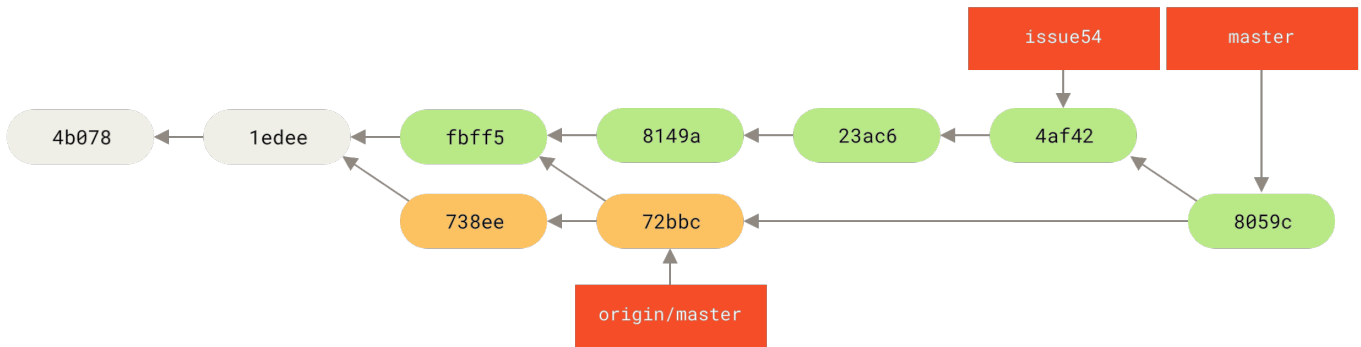 issue54
master
4b078
1edee
fbff5
8149a
23ac6
4af42
738ee
72bbc
8059c
origin/master